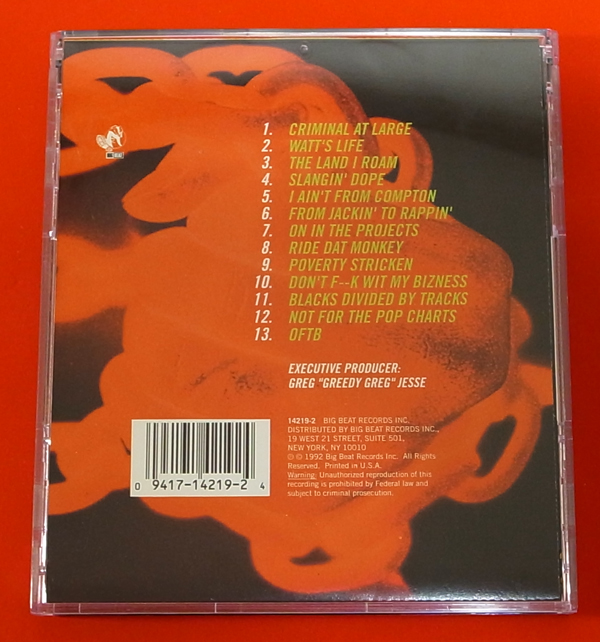 1. CRIMINAL AT LARGE
2. WATT'S LIFE
3. THE LAND I ROAM
4. SLANGIN' DOPE
5. I AIN'T FROM COMPTON
6. FROM JACKIN' TO RAPPIN'
7. ON IN THE PROJECTS
8. RIDE DAT MONKEY
9. POVERTY STRICKEN
10. DON'T F--K WIT MY BIZNESS
11. BLACKS DIVIDED BY TRACKS
12. NOT FOR THE POP CHARTS
13. OFTB
EXECUTIVE PRODUCER:
GREG "GREEDY GREG" JESSE
14219-2 BIG BEAT RECORDS INC.
DISTRIBUTED BY BIG BEAT RECORDS INC.,
19 WEST 21 STREET, SUITE 501,
NEW YORK, NY 10010
℗ © 1992 Big Beat Records Inc. All Rights
Reserved. Printed in U.S.A.
Warning: Unauthorized reproduction of this
recording is prohibited by Federal law and
subject to criminal prosecution.
0 9417-14219-2 4